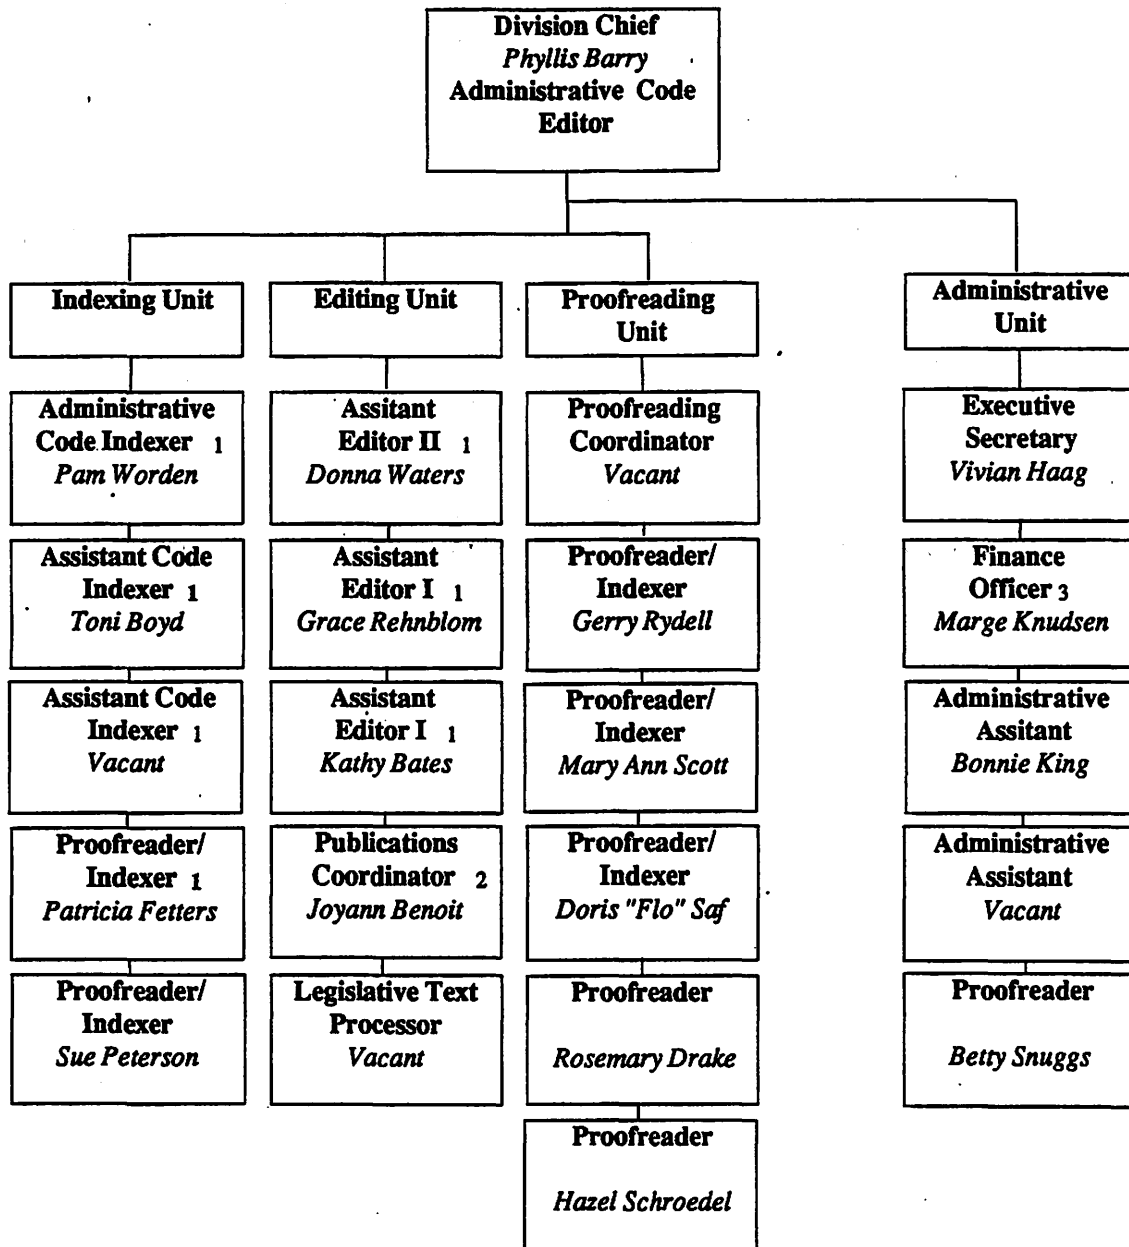 Division Chief
Phyllis Barry
Administrative Code
Editor
Indexing Unit
Administrative
Code Indexer 1
Pam Worden
Assistant Code
Indexer 1
Toni Boyd
Assistant Code
Indexer 1
Vacant
Proofreader/
Indexer 1
Patricia Fetters
Proofreader/
Indexer
Sue Peterson
Editing Unit
Assitant
Editor II 1
Donna Waters
Assistant
Editor I 1
Grace Rehnblom
Assistant
Editor I 1
Kathy Bates
Publications
Coordinator 2
Joyann Benoit
Legislative Text
Processor
Vacant
Proofreading
Unit
Proofreading
Coordinator
Vacant
Proofreader/
Indexer
Gerry Rydell
Proofreader/
Indexer
Mary Ann Scott
Proofreader/
Indexer
Doris "Flo" Saf
Proofreader
Rosemary Drake
Proofreader
Hazel Schroedel
Administrative
Unit
Executive
Secretary
Vivian Haag
Finance
Officer 3
Marge Knudsen
Administrative
Assitant
Bonnie King
Administrative
Assistant
Vacant
Proofreader
Betty Snuggs